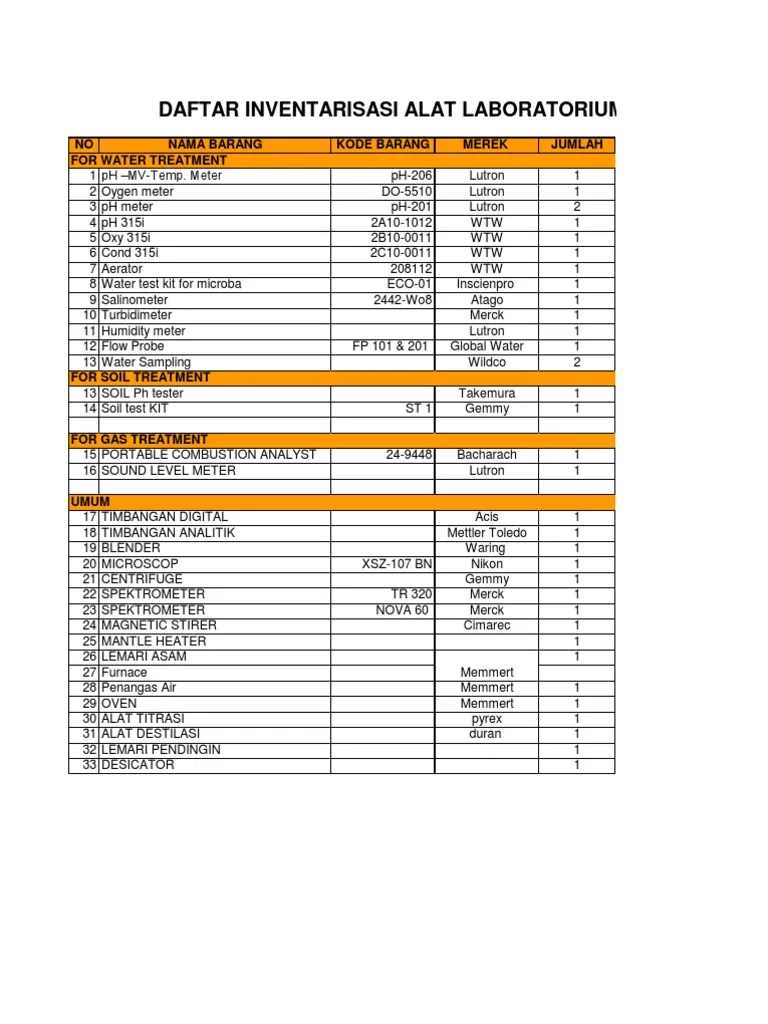 DAFTAR INVENTARISASI ALAT LABORATORIUM
NO NAMA BARANG KODE BARANG MEREK JUMLAH
FOR WATER TREATMENT
1 pH –MV-Temp. Meter pH-206 Lutron 1
2 Oygen meter DO-5510 Lutron 1
3 pH meter pH-201 Lutron 2
4 pH 315i 2A10-1012 WTW 1
5 Oxy 315i 2B10-0011 WTW 1
6 Cond 315i 2C10-0011 WTW 1
7 Aerator 208112 WTW 1
8 Water test kit for microba ECO-01 Inscienpro 1
9 Salinometer 2442-Wo8 Atago 1
10 Turbidimeter Merck 1
11 Humidity meter Lutron 1
12 Flow Probe FP 101 & 201 Global Water 1
13 Water Sampling Wildco 2
FOR SOIL TREATMENT
13 SOIL Ph tester Takemura 1
14 Soil test KIT ST 1 Gemmy 1
FOR GAS TREATMENT
15 PORTABLE COMBUSTION ANALYST 24-9448 Bacharach 1
16 SOUND LEVEL METER Lutron 1
UMUM
17 TIMBANGAN DIGITAL Acis 1
18 TIMBANGAN ANALITIK Mettler Toledo 1
19 BLENDER Waring 1
20 MICROSCOP XSZ-107 BN Nikon 1
21 CENTRIFUGE Gemmy 1
22 SPEKTROMETER TR 320 Merck 1
23 SPEKTROMETER NOVA 60 Merck 1
24 MAGNETIC STIRER Cimarec 1
25 MANTLE HEATER 1
26 LEMARI ASAM 1
27 Furnace Memmert
28 Penangas Air Memmert 1
29 OVEN Memmert 1
30 ALAT TITRASI pyrex 1
31 ALAT DESTILASI duran 1
32 LEMARI PENDINGIN 1
33 DESICATOR 1